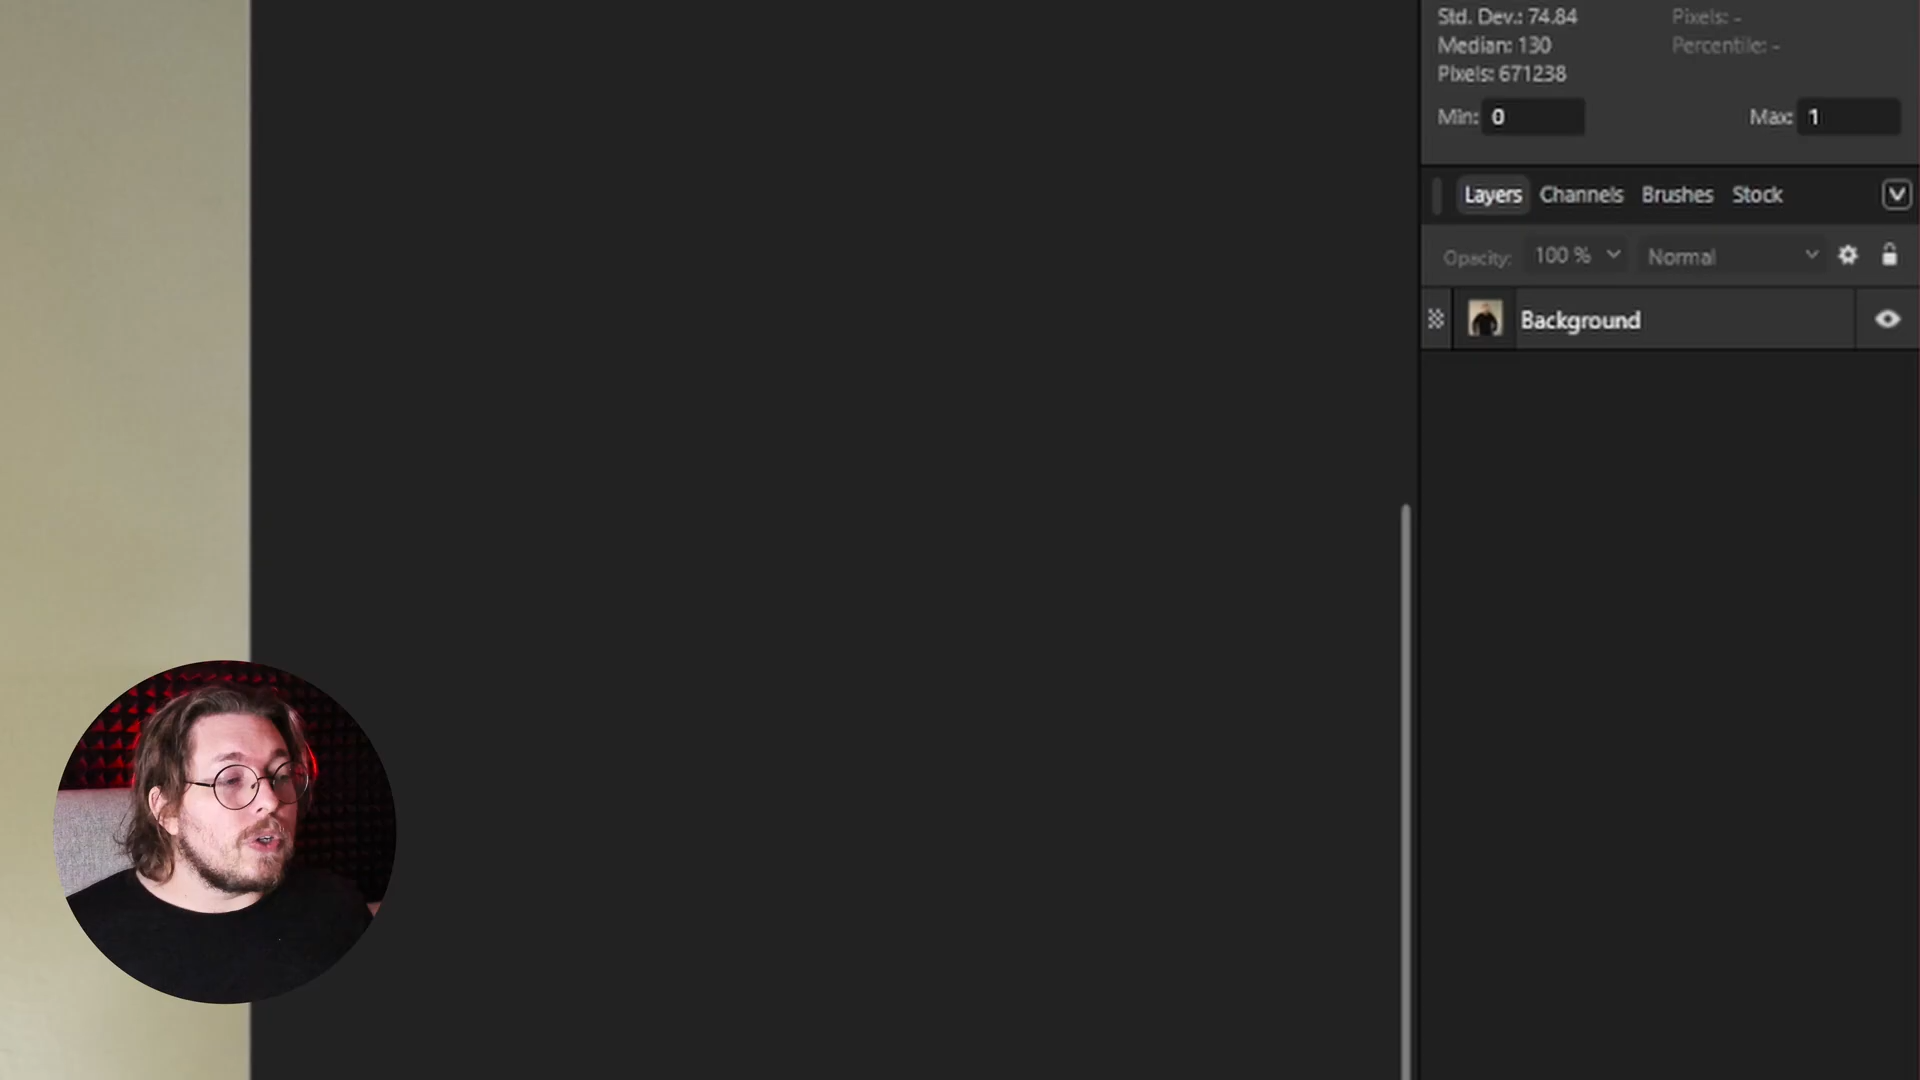 Std. Dev.: 74.84
Pixels: -
Median: 130
Percentile: -
Pixels: 671238
Min: 0
Max: 1
Layers Channels Brushes Stock
Opacity: 100 % Normal
Background